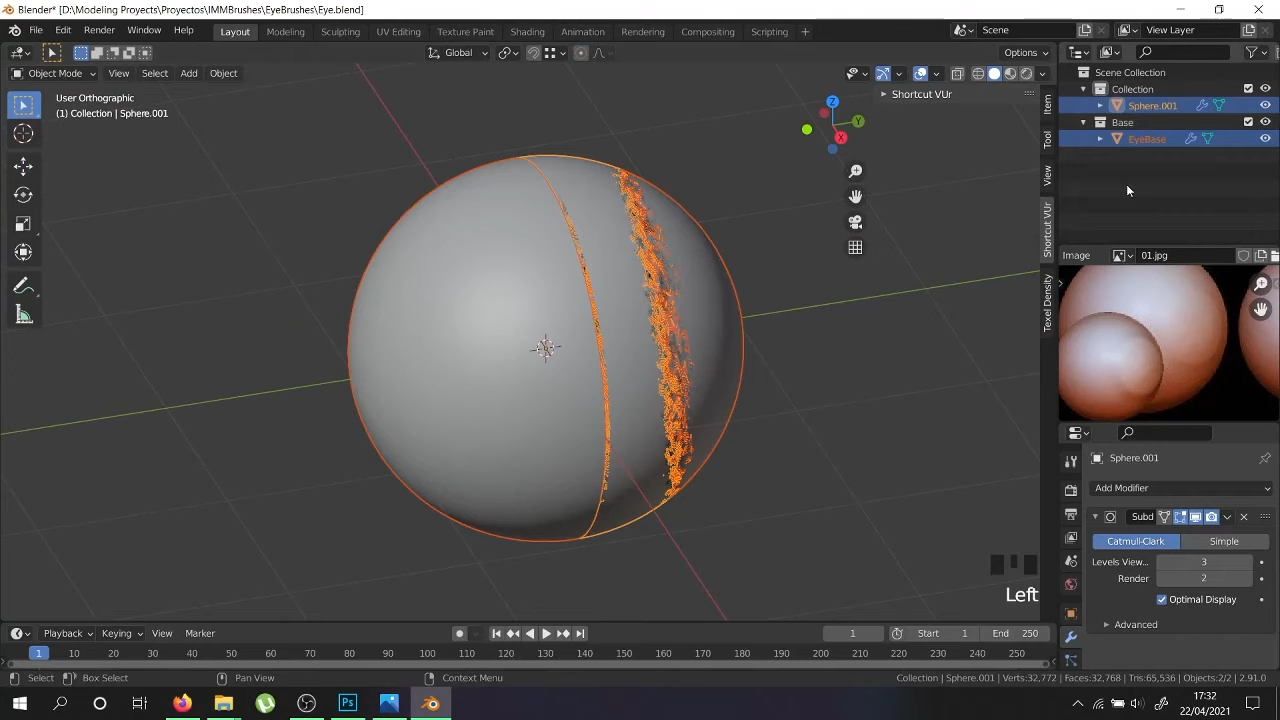 Blender* [D:\Modeling Proyects\Proyectos\IMMBrushes\EyeBrushes\Eye.blend]
File Edit Render Window Help Layout Modeling Sculpting UV Editing Texture Paint Shading Animation Rendering Compositing Scripting + Scene View Layer
Global Options
Object Mode View Select Add Object
Scene Collection
Collection
Sphere.001
Base
EyeBase
User Orthographic
(1) Collection | Sphere.001
Shortcut VUr
Z
Y
X
Item
Tool
View
Shortcut VUr
Texel Density
Image 01.jpg
Sphere.001
Add Modifier
Subd
Catmull-Clark Simple
Levels View... 3
Render 2
Optimal Display
Advanced
Left
Playback Keying View Marker 1 Start 1 End 250
1 10 20 30 40 50 60 70 80 90 100 110 120 130 140 150 160 170 180 190 200 210 220 230 240 250
Select Box Select Pan View Context Menu Collection | Sphere.001 | Verts:32,772 | Faces:32,768 | Tris:65,536 | Objects:2/2 | 2.91.0
Ps
17:32
22/04/2021